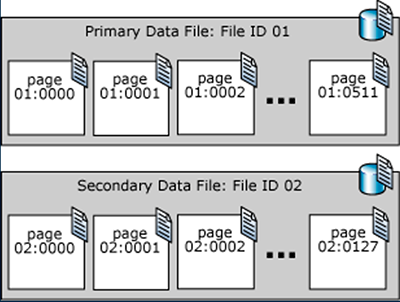 Primary Data File: File ID 01
page page page page
01:0000 01:0001 01:0002 ... 01:0511
Secondary Data File: File ID 02
page page page page
02:0000 02:0001 02:0002 ... 02:0127